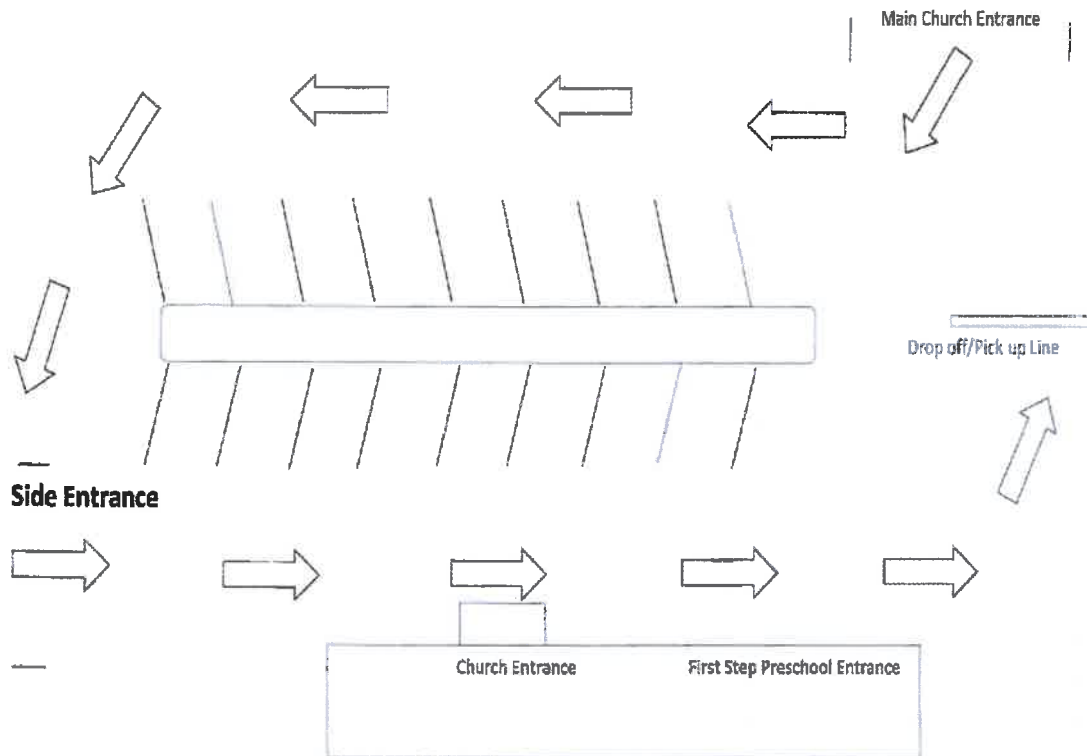 Main Church Entrance
Drop off/Pick up Line
Side Entrance
Church Entrance
First Step Preschool Entrance